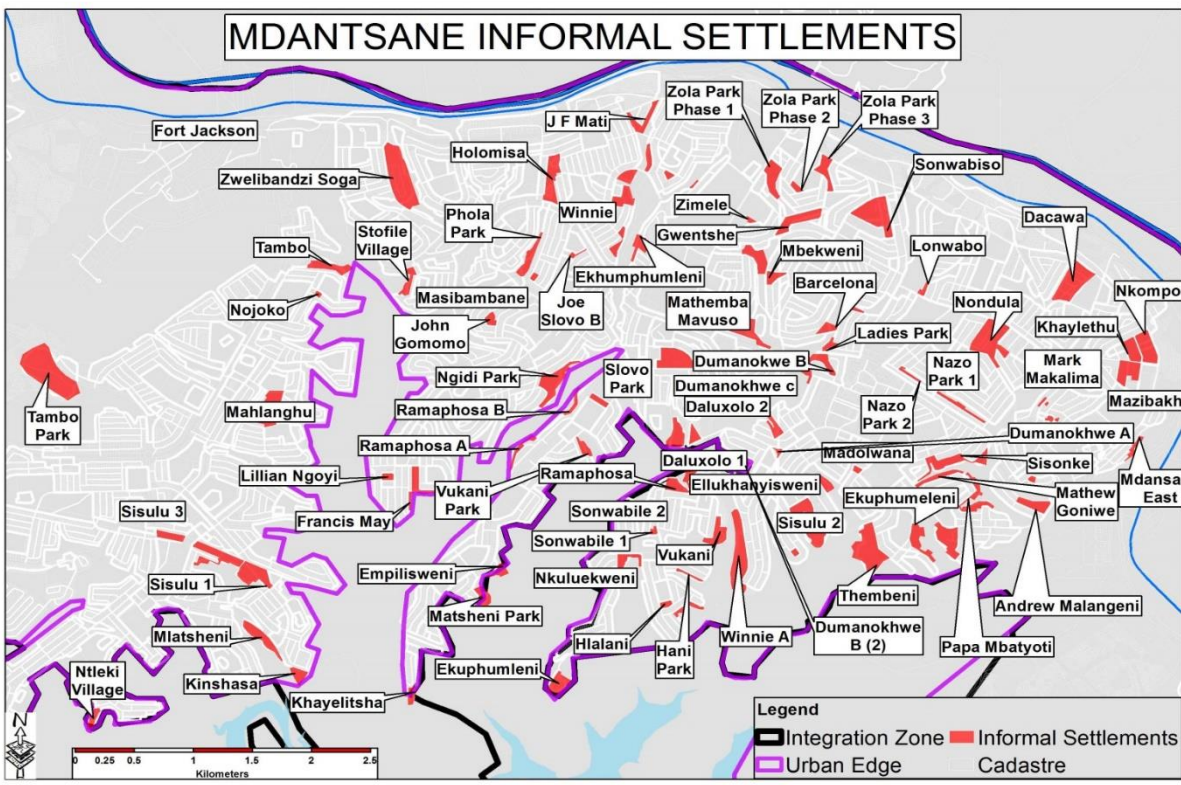 MDANTSANE INFORMAL SETTLEMENTS
Fort Jackson
J F Mati
Zola Park
Phase 1
Zola Park
Phase 2
Zola Park
Phase 3
Holomisa
Zwelibandzi Soga
Sonwabiso
Phola
Park
Winnie
Zimele
Gwentshe
Dacawa
Tambo
Stofile
Village
Ekhumphumleni
Mbekweni
Lonwabo
Nojoko
Masibambane
Joe
Slovo B
Mathemba
Mavuso
Barcelona
Nondula
Nkompo
John
Gomomo
Ladies Park
Khaylethu
Ngidi Park
Slovo
Park
Dumanokwe B
Nazo
Park 1
Mark
Makalima
Tambo
Park
Mahlanghu
Ramaphosa B
Dumanokhwe c
Daluxolo 2
Nazo
Park 2
Mazibakh
Ramaphosa A
Dumanokhwe A
Daluxolo 1
Madolwana
Sisonke
Lillian Ngoyi
Vukani
Park
Ramaphosa
Ellukhanyisweni
Mdansa
East
Francis May
Sonwabile 2
Sisulu 2
Ekuphumeleni
Mathew
Goniwe
Sisulu 3
Sonwabile 1
Vukani
Sisulu 1
Empilisweni
Nkuluekweni
Thembeni
Andrew Malangeni
Matsheni Park
Mlatsheni
Hlalani
Hani
Park
Winnie A
Dumanokhwe
B (2)
Papa Mbatyoti
Ntleki
Village
Kinshasa
Khayelitsha
Ekuphumleni
N
0 0.25 0.5 1 1.5 2 2.5
Kilometers
Legend
Integration Zone
Informal Settlements
Urban Edge
Cadastre